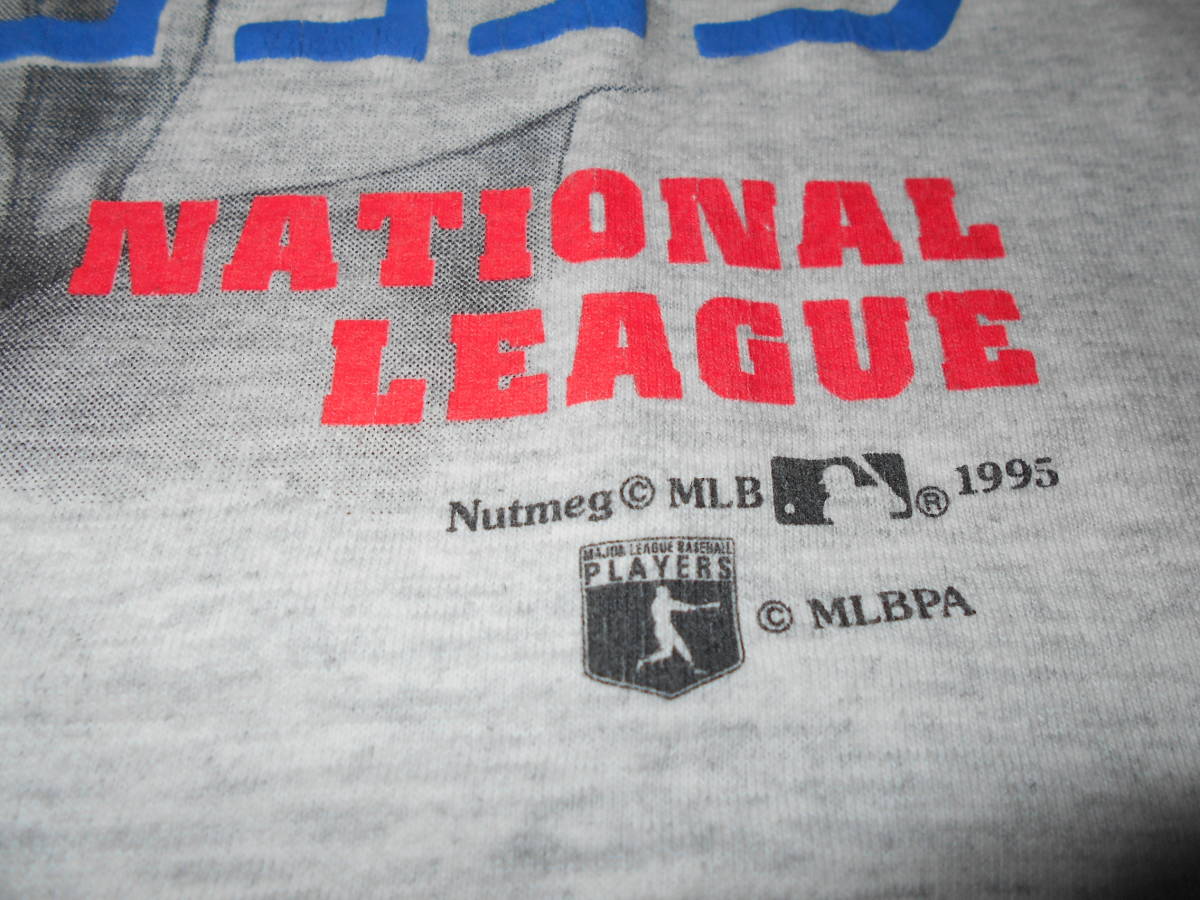 NATIONAL
LEAGUE
Nutmeg © MLB ® 1995
MAJOR LEAGUE BASEBALL
PLAYERS
© MLBPA